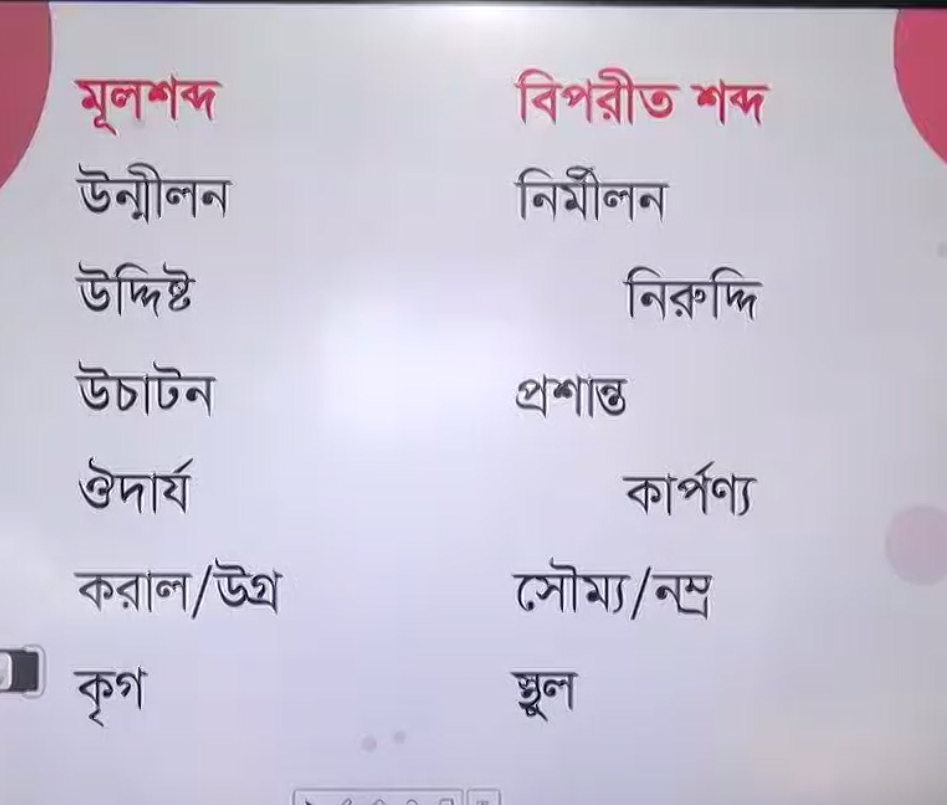 মূলশব্দ বিপরীত শব্দ
উন্মীলন নির্মীলন
উদ্দিষ্ট নিরুদ্দি
উচাটন প্রশান্ত
ঔদার্য কার্পণ্য
করাল/উগ্র সৌম্য/নম্র
কৃগ স্থুল